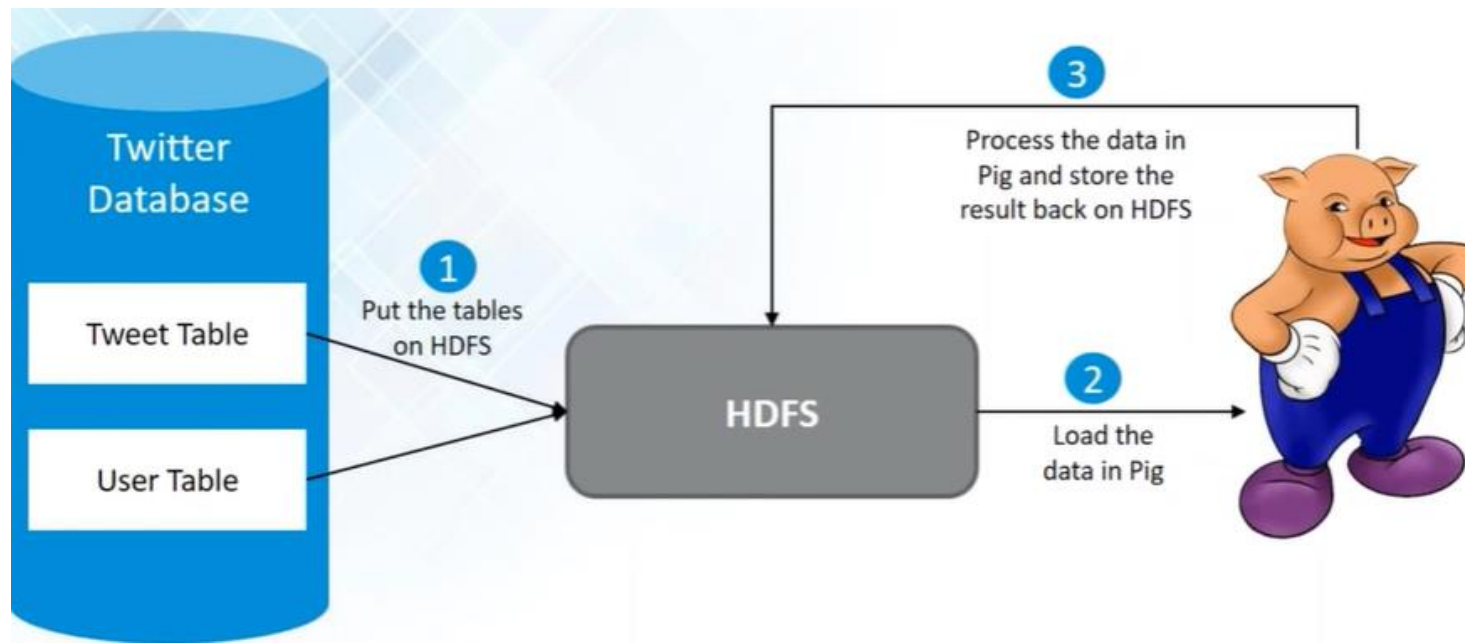 Twitter
Database
Tweet Table
User Table
1
Put the tables
on HDFS
HDFS
2
Load the
data in Pig
3
Process the data in
Pig and store the
result back on HDFS